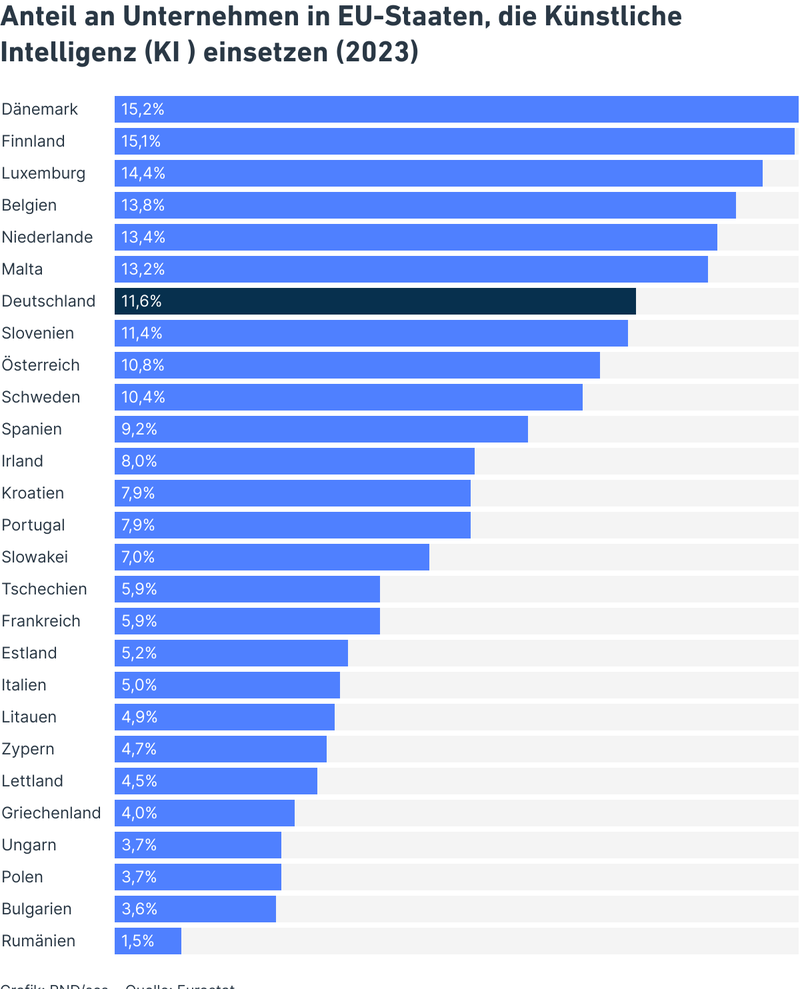 Anteil an Unternehmen in EU-Staaten, die Künstliche
Intelligenz (KI ) einsetzen (2023)
Dänemark 15,2%
Finnland 15,1%
Luxemburg 14,4%
Belgien 13,8%
Niederlande 13,4%
Malta 13,2%
Deutschland 11,6%
Slovenien 11,4%
Österreich 10,8%
Schweden 10,4%
Spanien 9,2%
Irland 8,0%
Kroatien 7,9%
Portugal 7,9%
Slowakei 7,0%
Tschechien 5,9%
Frankreich 5,9%
Estland 5,2%
Italien 5,0%
Litauen 4,9%
Zypern 4,7%
Lettland 4,5%
Griechenland 4,0%
Ungarn 3,7%
Polen 3,7%
Bulgarien 3,6%
Rumänien 1,5%
Grafik: Quelle: Eurostat